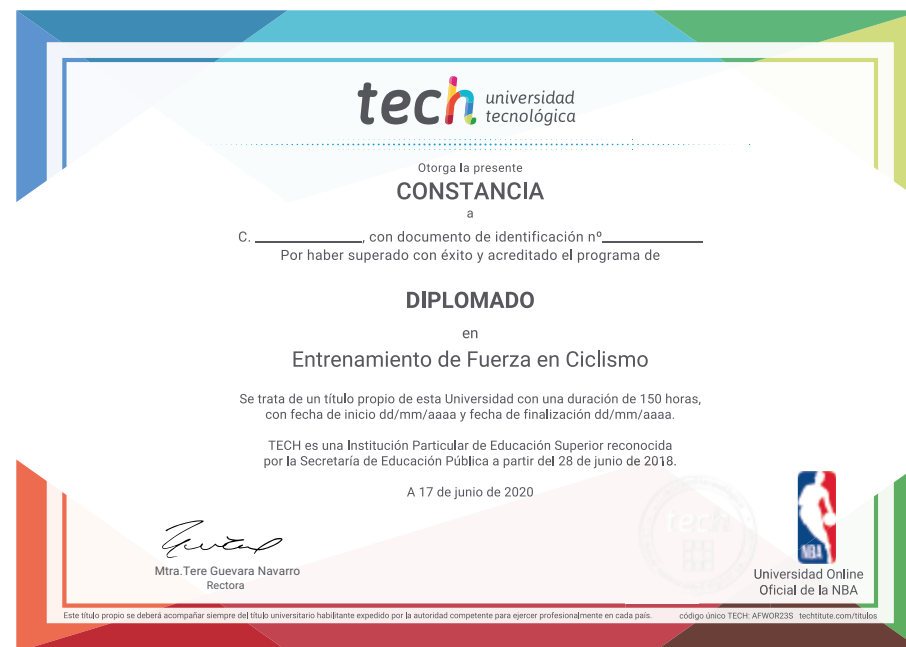 tech universidad
tecnológica
Otorga la presente
CONSTANCIA
a
C. ____________, con documento de identificación nº____________
Por haber superado con éxito y acreditado el programa de
DIPLOMADO
en
Entrenamiento de Fuerza en Ciclismo
Se trata de un título propio de esta Universidad con una duración de 150 horas,
con fecha de inicio dd/mm/aaaa y fecha de finalización dd/mm/aaaa.
TECH es una Institución Particular de Educación Superior reconocida
por la Secretaría de Educación Pública a partir del 28 de junio de 2018.
A 17 de junio de 2020
tech
NBA
Mtra.Tere Guevara Navarro
Rectora
Universidad Online
Oficial de la NBA
Este título propio se deberá acompañar siempre del título universitario habilitante expedido por la autoridad competente para ejercer profesionalmente en cada país.
código único TECH: AFWOR23S techtitute.com/títulos